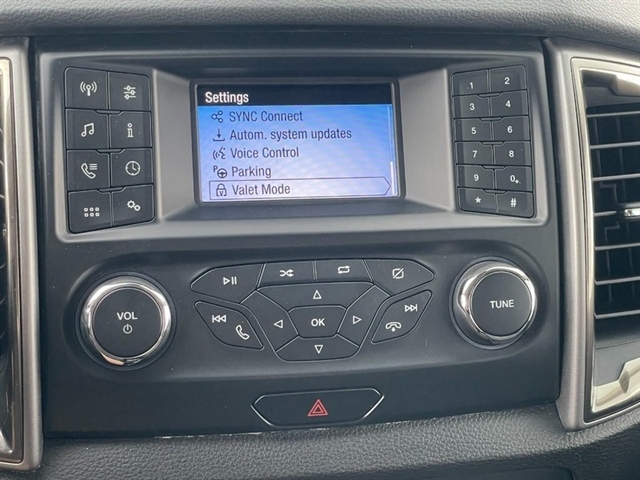 Settings
SYNC Connect
Autom. system updates
Voice Control
P Parking
Valet Mode
1 2
3 4
5 6
7 8
9 0+
* #
VOL
OK
TUNE